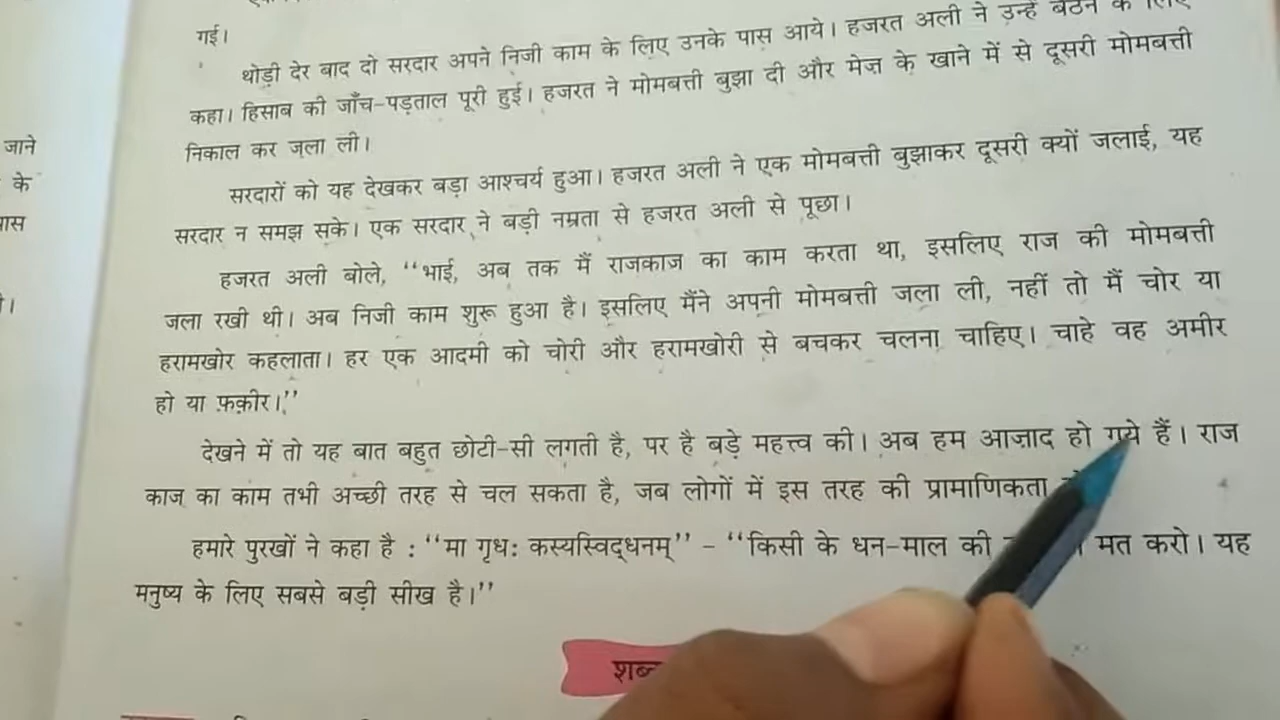 गई।
थोड़ी देर बाद दो सरदार अपने निजी काम के लिए उनके पास आये। हजरत अली ने उन्हें बैठने के लिए
कहा। हिसाब की जाँच-पड़ताल पूरी हुई। हजरत ने मोमबत्ती बुझा दी और मेज़ के खाने में से दूसरी मोमबत्ती
निकाल कर जला ली।
सरदारों को यह देखकर बड़ा आश्चर्य हुआ। हजरत अली ने एक मोमबत्ती बुझाकर दूसरी क्यों जलाई, यह
सरदार न समझ सके। एक सरदार ने बड़ी नम्रता से हजरत अली से पूछा।
हजरत अली बोले, "भाई, अब तक मैं राजकाज का काम करता था, इसलिए राज की मोमबत्ती
जला रखी थी। अब निजी काम शुरू हुआ है। इसलिए मैंने अपनी मोमबत्ती जला ली, नहीं तो मैं चोर या
हरामखोर कहलाता। हर एक आदमी को चोरी और हरामखोरी से बचकर चलना चाहिए। चाहे वह अमीर
हो या फ़क़ीर।"
देखने में तो यह बात बहुत छोटी-सी लगती है, पर है बड़े महत्त्व की। अब हम आज़ाद हो गये हैं। राज
काज का काम तभी अच्छी तरह से चल सकता है, जब लोगों में इस तरह की प्रामाणिकता
हमारे पुरखों ने कहा है : "मा गृधः कस्यस्विद्धनम्" – "किसी के धन-माल की मत करो। यह
मनुष्य के लिए सबसे बड़ी सीख है।"
जाने
के